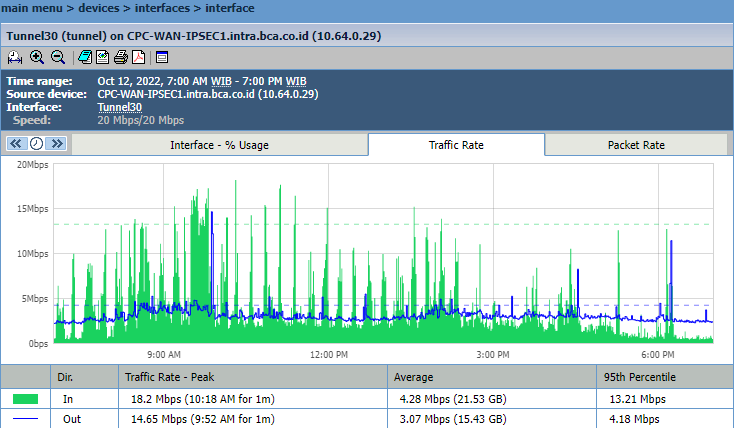 main menu > devices > interfaces > interface
Tunnel30 (tunnel) on CPC-WAN-IPSEC1.intra.bca.co.id (10.64.0.29)
Time range: Oct 12, 2022, 7:00 AM WIB - 7:00 PM WIB
Source device: CPC-WAN-IPSEC1.intra.bca.co.id (10.64.0.29)
Interface: Tunnel30
Speed: 20 Mbps/20 Mbps
Interface - % Usage Traffic Rate Packet Rate
20Mbps
15Mbps
10Mbps
5Mbps
0bps
9:00 AM 12:00 PM 3:00 PM 6:00 PM
Dir. Traffic Rate - Peak Average 95th Percentile
In 18.2 Mbps (10:18 AM for 1m) 4.28 Mbps (21.53 GB) 13.21 Mbps
Out 14.65 Mbps (9:52 AM for 1m) 3.07 Mbps (15.43 GB) 4.18 Mbps